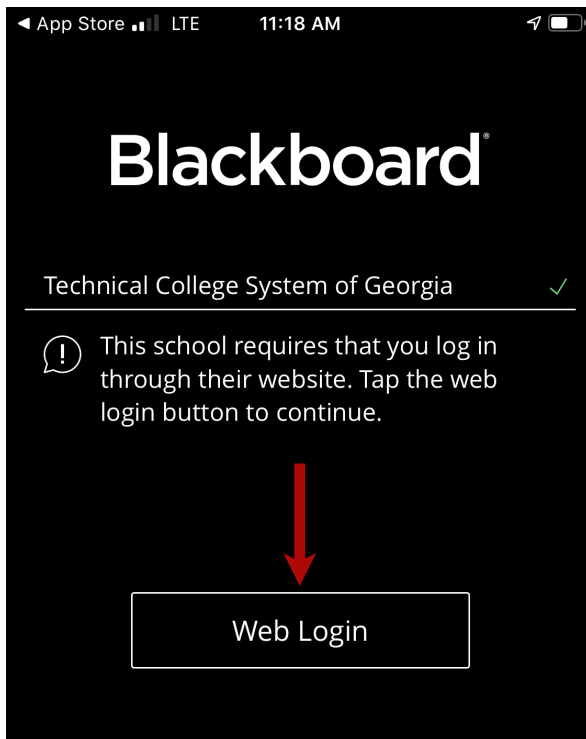 ◀ App Store LTE 11:18 AM
Blackboard®
Technical College System of Georgia
This school requires that you log in
through their website. Tap the web
login button to continue.
Web Login